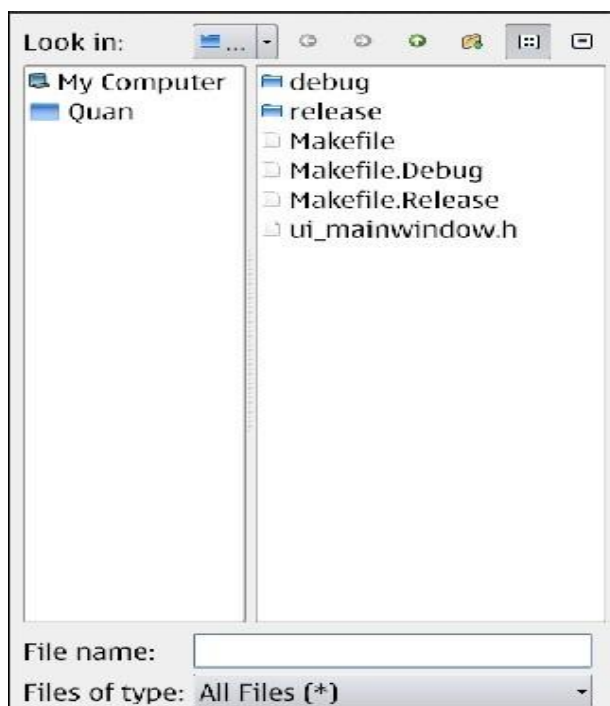 Look in: ...
My Computer
Quan
debug
release
Makefile
Makefile.Debug
Makefile.Release
ui_mainwindow.h
File name:
Files of type: All Files (*)